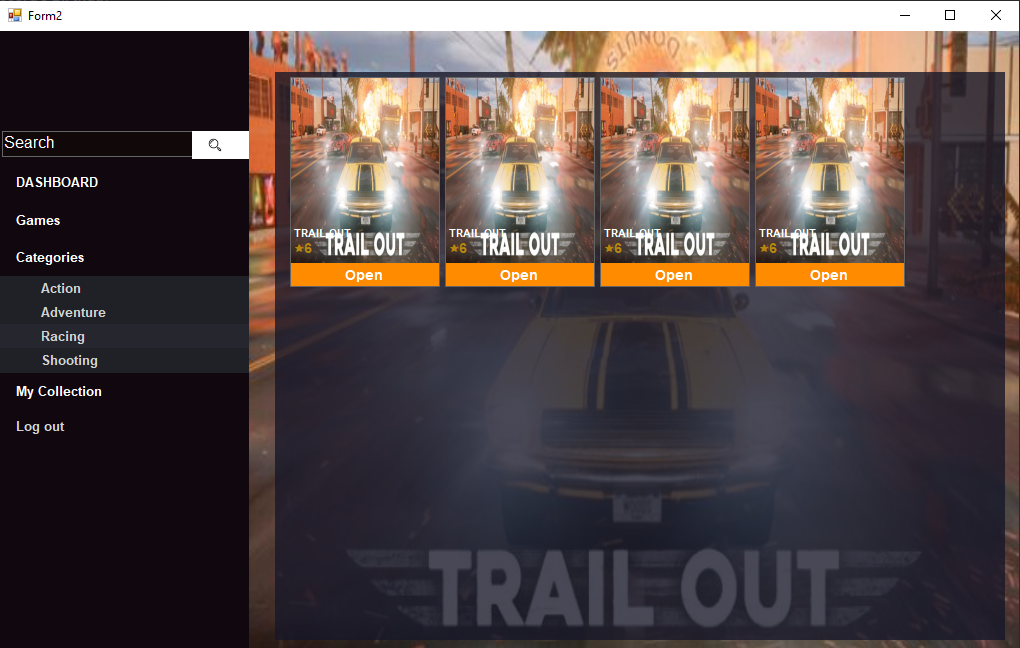 Form2
DONUTS
Search
DASHBOARD
Games
Categories
Action
Adventure
Racing
Shooting
My Collection
Log out
TRAIL OUT
★6
TRAIL OUT
Open
TRAIL OUT
★6
TRAIL OUT
Open
TRAIL OUT
★6
TRAIL OUT
Open
TRAIL OUT
★6
TRAIL OUT
Open
TRAIL OUT